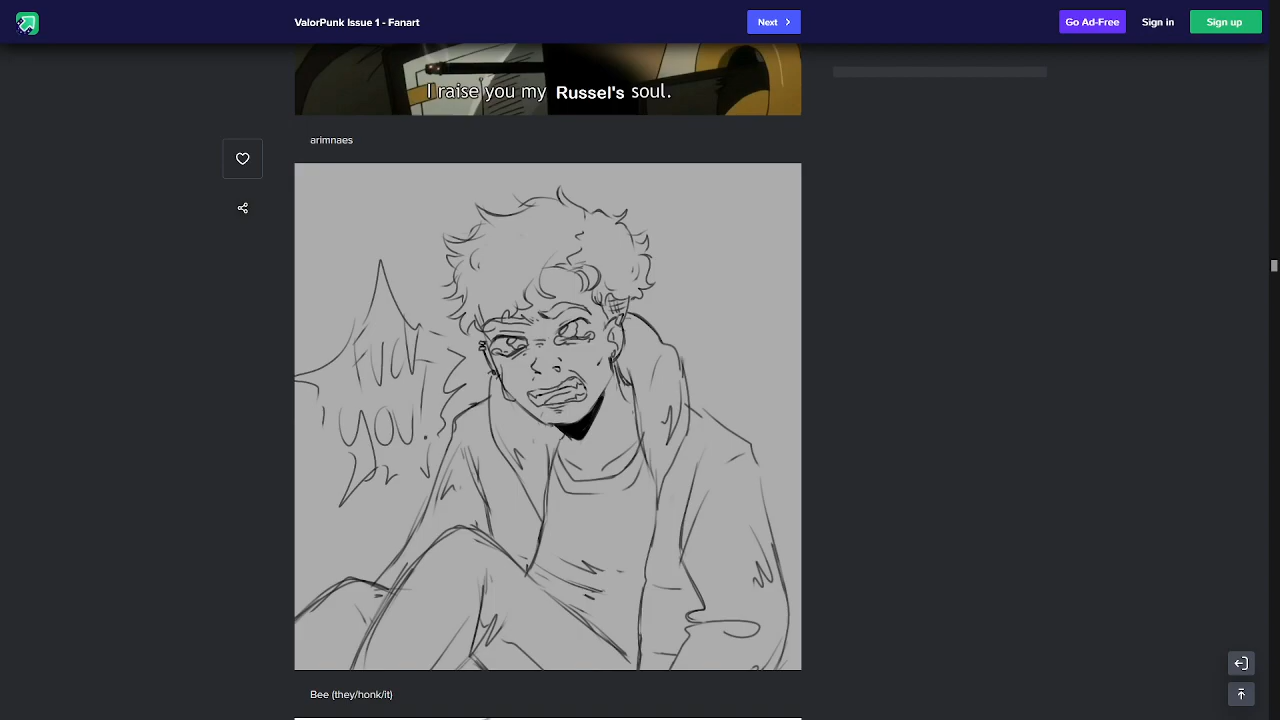 ValorPunk Issue 1 - Fanart
Next
Go Ad-Free
Sign in
Sign up
I raise you my Russel's soul.
arimnaes
FUCK
YOU!
Bee (they/honk/it)